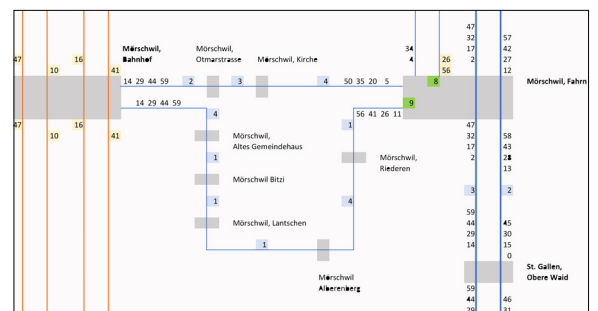 47
32 57
Mörschwil, Mörschwil, 34 17 42
47 16 Bahnhof Otmarstrasse Mörschwil, Kirche 4 26 2 27
10 41 56 12
14 29 44 59 2 3 4 50 35 20 5 8 Mörschwil, Fahrn
14 29 44 59 9
4 56 41 26 11
47 16 1 47
10 41 Mörschwil, 32 58
Altes Gemeindehaus 17 43
1 Mörschwil, 2 28
Riederen 13
Mörschwil Bitzi
3 2
1 4
59
Mörschwil, Lantschen 44 45
29 30
1 14 15
0
St. Gallen,
Mörschwil Obere Waid
Alberenberg 59
44 46
29 31